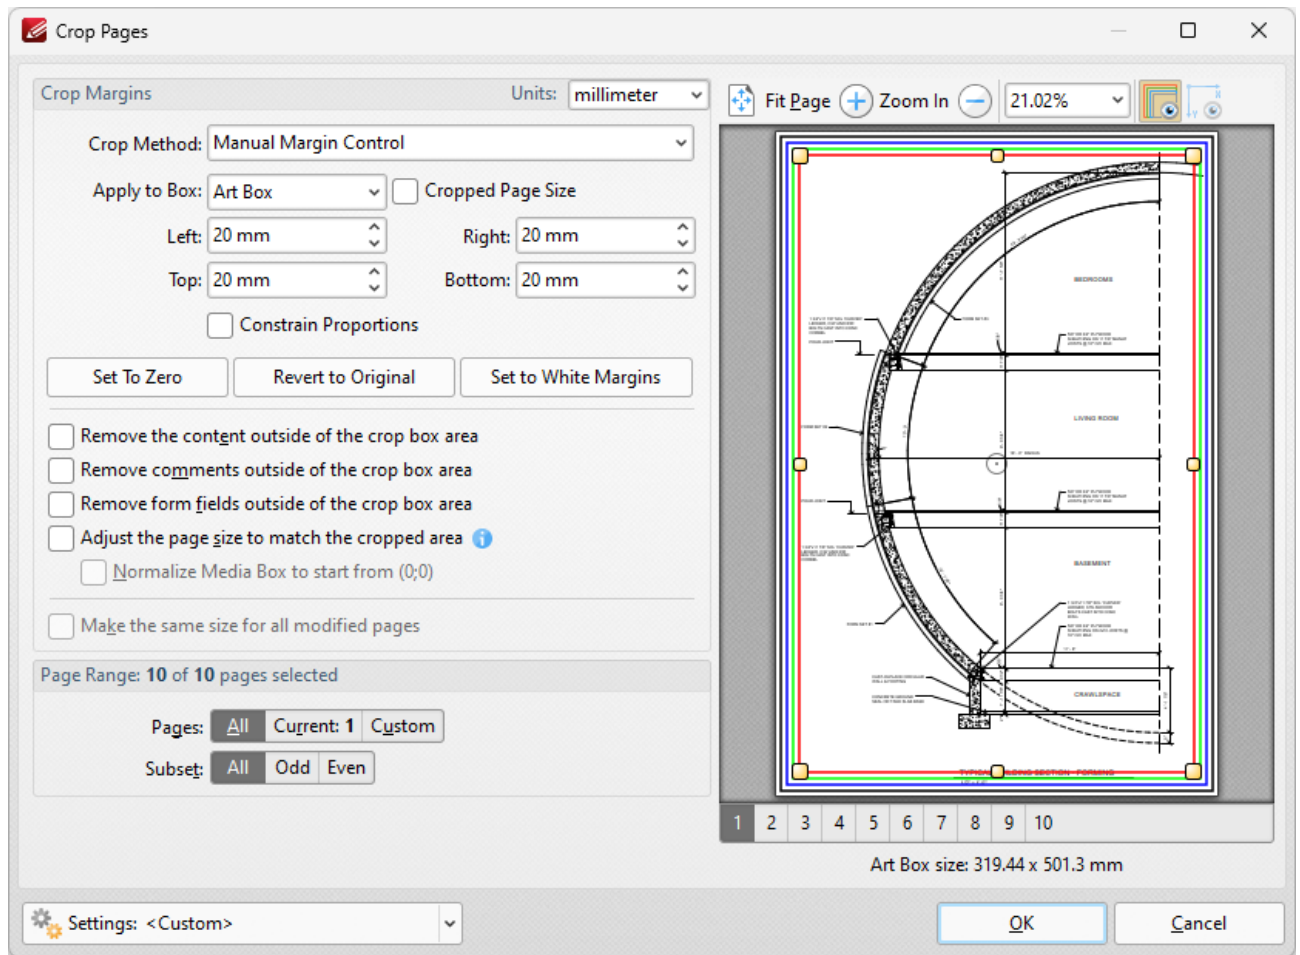 Crop Pages
Crop Margins
Units: millimeter
Crop Method: Manual Margin Control
Apply to Box: Art Box
Cropped Page Size
Left: 20 mm
Right: 20 mm
Top: 20 mm
Bottom: 20 mm
Constrain Proportions
Set To Zero
Revert to Original
Set to White Margins
Remove the content outside of the crop box area
Remove comments outside of the crop box area
Remove form fields outside of the crop box area
Adjust the page size to match the cropped area
Normalize Media Box to start from (0;0)
Make the same size for all modified pages
Page Range: 10 of 10 pages selected
Pages: All Current: 1 Custom
Subset: All Odd Even
Fit Page
Zoom In
21.02%
BEDROOMS
LIVING ROOM
BASEMENT
CRAWLSPACE
1 2 3 4 5 6 7 8 9 10
Art Box size: 319.44 x 501.3 mm
Settings: <Custom>
OK
Cancel